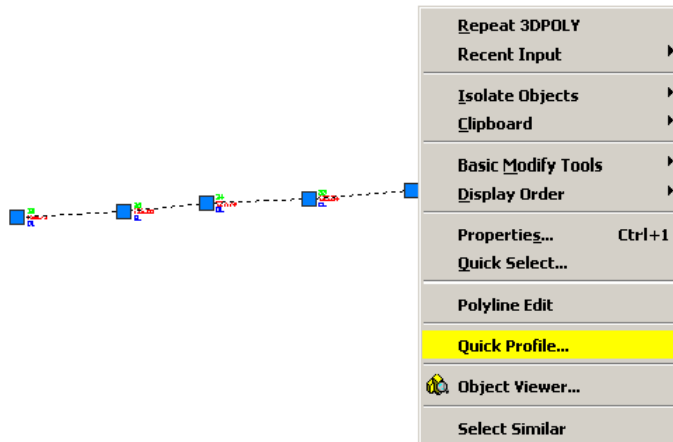 Repeat 3DPOLY
Recent Input
Isolate Objects
Clipboard
Basic Modify Tools
Display Order
Properties... Ctrl+1
Quick Select...
Polyline Edit
Quick Profile...
Object Viewer...
Select Similar